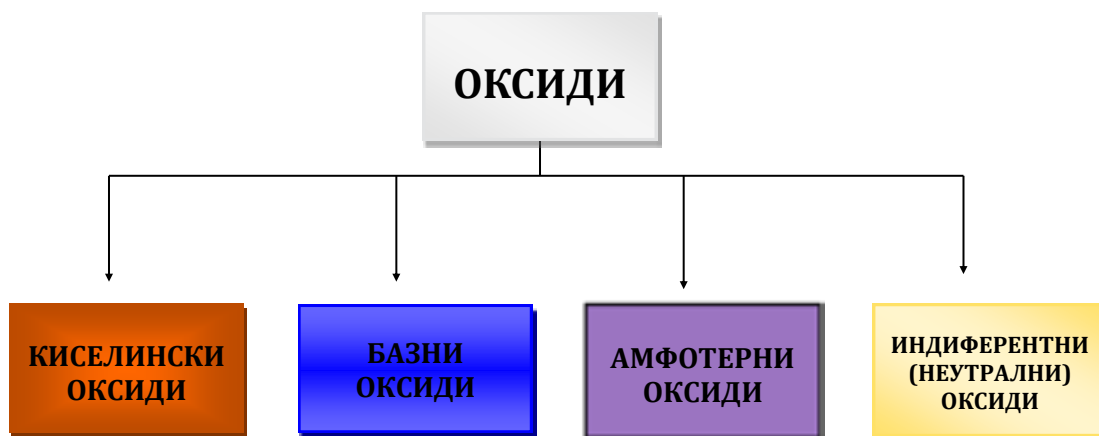 ОКСИДИ
КИСЕЛИНСКИ
ОКСИДИ
БАЗНИ
ОКСИДИ
АМФОТЕРНИ
ОКСИДИ
ИНДИФЕРЕНТНИ
(НЕУТРАЛНИ)
ОКСИДИ